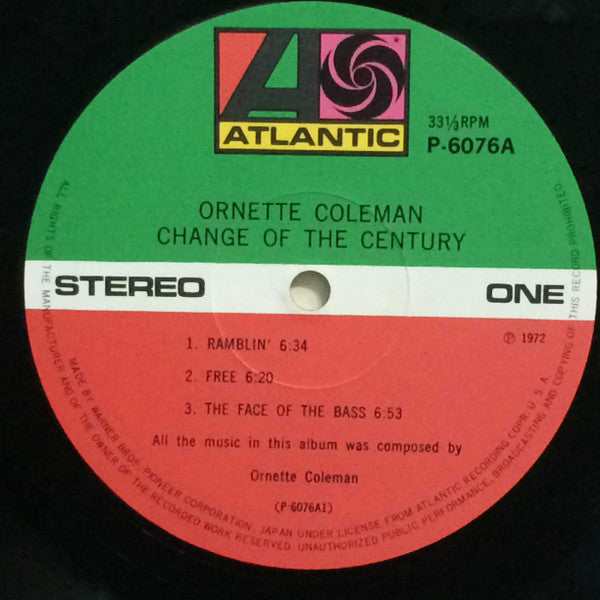 ATLANTIC
33⅓RPM
P-6076A
ORNETTE COLEMAN
CHANGE OF THE CENTURY
STEREO
ONE
℗ 1972
1. RAMBLIN' 6:34
2. FREE 6:20
3. THE FACE OF THE BASS 6:53
All the music in this album was composed by
Ornette Coleman
(P-6076A1)
MADE BY WARNER BROS. PIONEER CORPORATION, JAPAN UNDER LICENSE FROM ATLANTIC RECORDING CORP. U.S.A.
ALL RIGHTS OF THE MANUFACTURER AND OF THE OWNER OF THE RECORDED WORK RESERVED. UNAUTHORIZED PUBLIC PERFORMANCE, BROADCASTING AND COPYING OF THIS RECORD PROHIBITED.